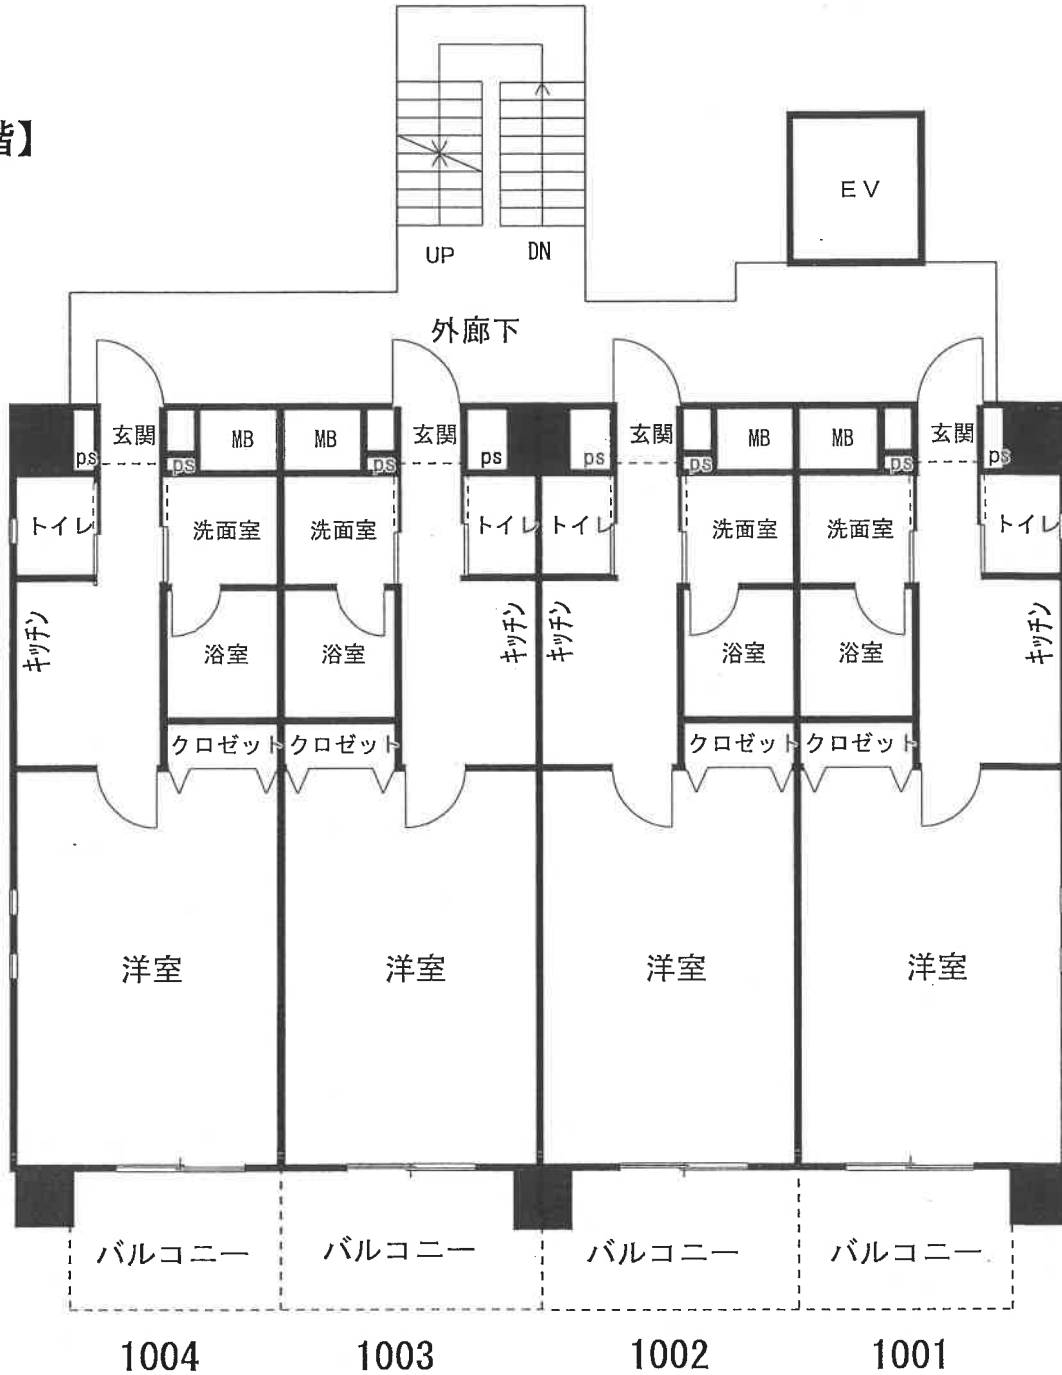 階】
EV
UP DN
外廊下
玄関 MB MB 玄関 玄関 MB MB 玄関
ps ps ps ps ps ps ps ps
トイレ 洗面室 洗面室 トイレ トイレ 洗面室 洗面室 トイレ
キッチン 浴室 浴室 キッチン キッチン 浴室 浴室 キッチン
クロゼット クロゼット クロゼット クロゼット
洋室 洋室 洋室 洋室
バルコニー バルコニー バルコニー バルコニー
1004 1003 1002 1001